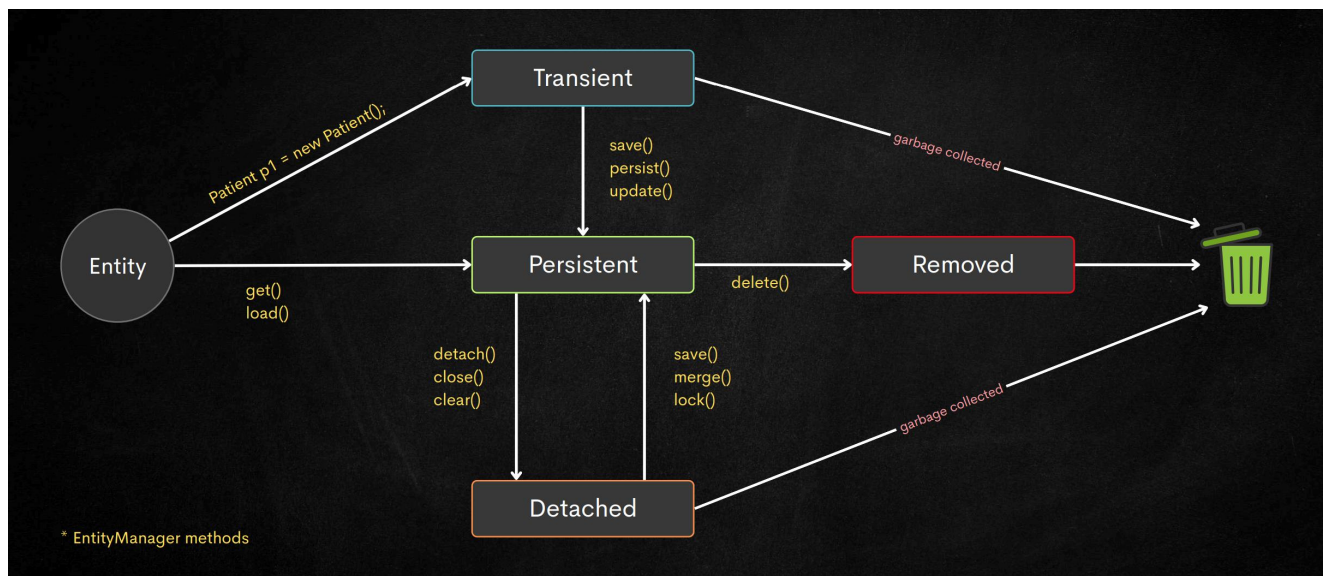 Transient
Patient p1 = new Patient();
save()
persist()
update()
garbage collected
Entity
get()
load()
Persistent
delete()
Removed
detach()
close()
clear()
save()
merge()
lock()
garbage collected
Detached
* EntityManager methods